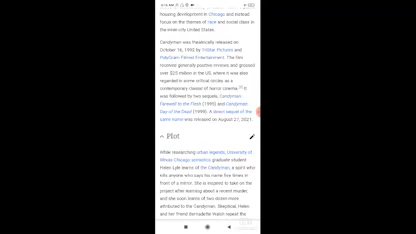 housing development in Chicago and instead
focus on the themes of race and social class in
the inner-city United States.
Candyman was theatrically released on
October 16, 1992 by TriStar Pictures and
PolyGram Filmed Entertainment. The film
received generally positive reviews and grossed
over $25 million in the US, where it was also
regarded in some critical circles as a
contemporary classic of horror cinema. It
was followed by two sequels, Candyman:
Farewell to the Flesh (1995) and Candyman:
Day of the Dead (1999). A direct sequel of the
same name was released on August 27, 2021.
Plot
While researching urban legends, University of
Illinois Chicago semiotics graduate student
Helen Lyle learns of the Candyman, a spirit who
kills anyone who says his name five times in
front of a mirror. She is inspired to take on the
project after learning about a recent murder,
and she soon learns of two dozen more
attributed to the Candyman. Skeptical, Helen
and her friend Bernadette Walsh repeat the